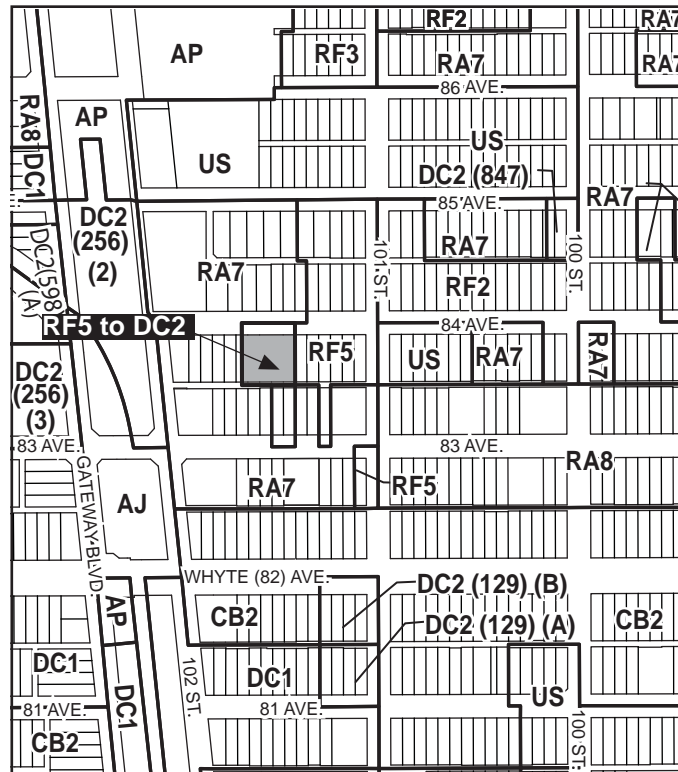 RF2
RA7
AP
RF3
RA7
RA7
86 AVE.
RA8
AP
US
US
DC1
DC2 (847)
RA7
E.
85 AVE.
DC2
(256)
(2)
RA7
RA7
DC2(598)
(A)
101 ST.
100 ST.
RF2
RF5 to DC2
84 AVE.
RF5
US
RA7
RA7
DC2
(256)
(3)
83 AVE.
83 AVE.
RA8
GATEWAY BLVD.
AJ
RA7
RF5
WHYTE (82) AVE.
DC2 (129) (B)
AP
CB2
DC2 (129) (A)
CB2
DC1
DC1
DC1
102 ST.
US
81 AVE.
81 AVE.
CB2
100 ST.